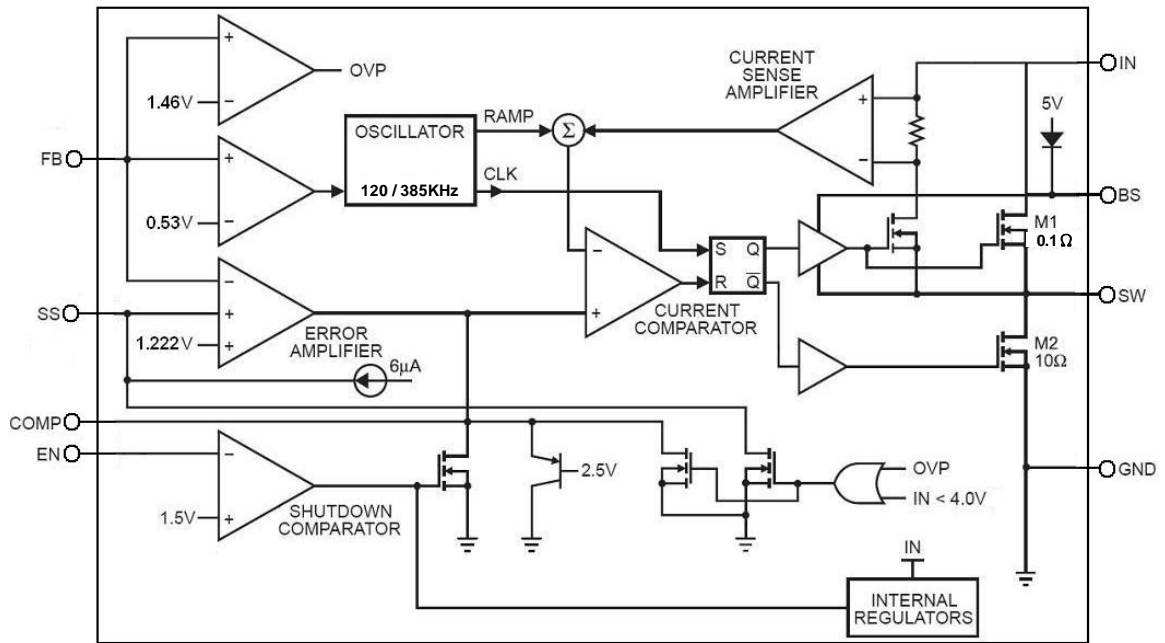 OVP
1.46V
FB
0.53V
OSCILLATOR
120 / 385KHz
RAMP
CLK
Σ
CURRENT
SENSE
AMPLIFIER
IN
5V
BS
M1
0.1Ω
S Q
R Q̅
CURRENT
COMPARATOR
SW
M2
10Ω
SS
1.222V
ERROR
AMPLIFIER
6µA
COMP
EN
1.5V
SHUTDOWN
COMPARATOR
2.5V
OVP
IN < 4.0V
GND
IN
INTERNAL
REGULATORS